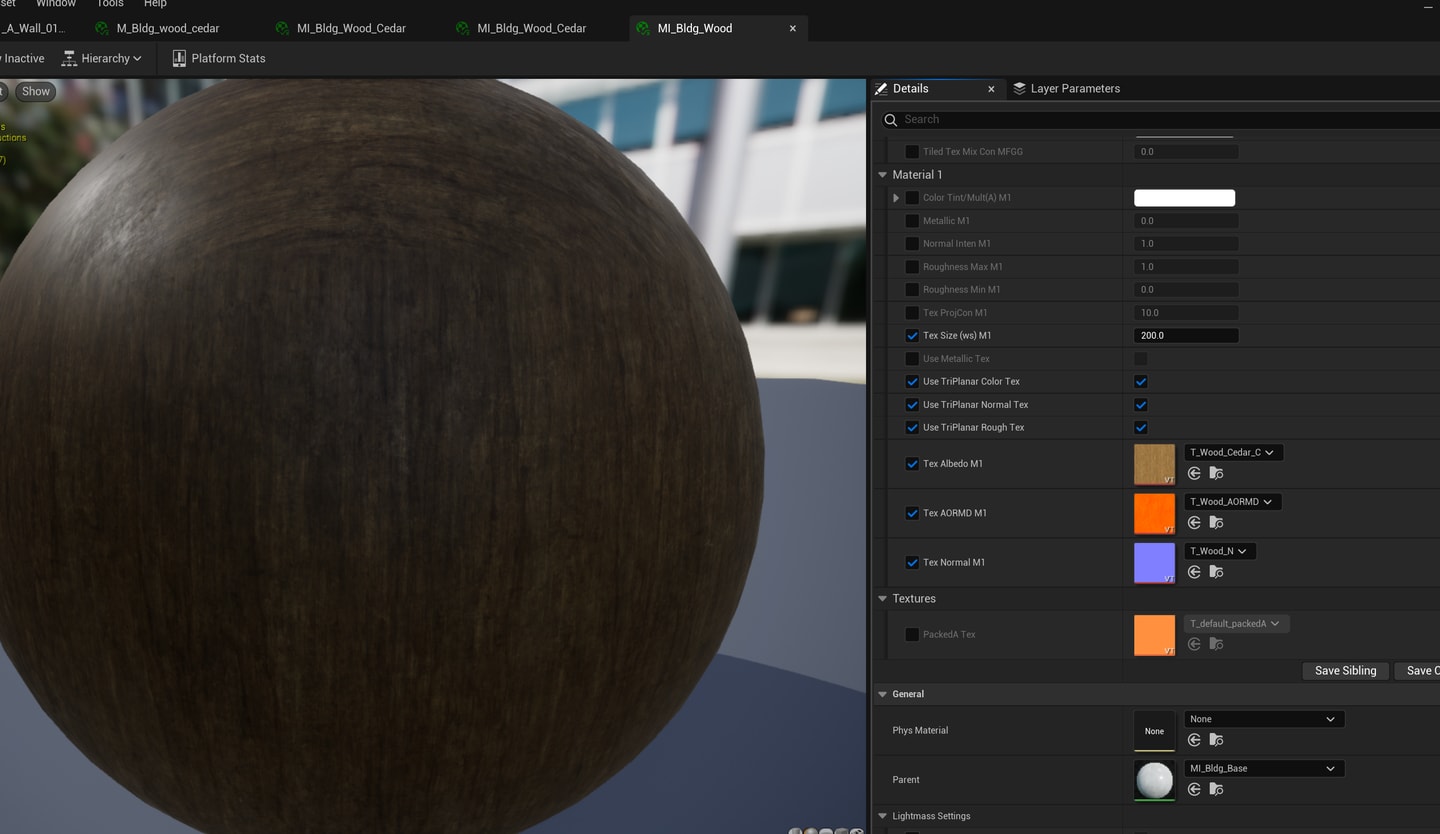 set Window Tools Help
_A_Wall_01...
M_Bldg_wood_cedar
MI_Bldg_Wood_Cedar
MI_Bldg_Wood_Cedar
MI_Bldg_Wood
Inactive
Hierarchy
Platform Stats
t
Show
s
uctions
7)
Details
Layer Parameters
Search
Tiled Tex Mix Con MFGG
0.0
Material 1
Color Tint/Mult(A) M1
Metallic M1
0.0
Normal Inten M1
1.0
Roughness Max M1
1.0
Roughness Min M1
0.0
Tex ProjCon M1
10.0
Tex Size (ws) M1
200.0
Use Metallic Tex
Use TriPlanar Color Tex
Use TriPlanar Normal Tex
Use TriPlanar Rough Tex
Tex Albedo M1
VT
T_Wood_Cedar_C
Tex AORMD M1
VT
T_Wood_AORMD
Tex Normal M1
VT
T_Wood_N
Textures
PackedA Tex
VT
T_default_packedA
Save Sibling
Save C
General
Phys Material
None
None
Parent
MI_Bldg_Base
Lightmass Settings